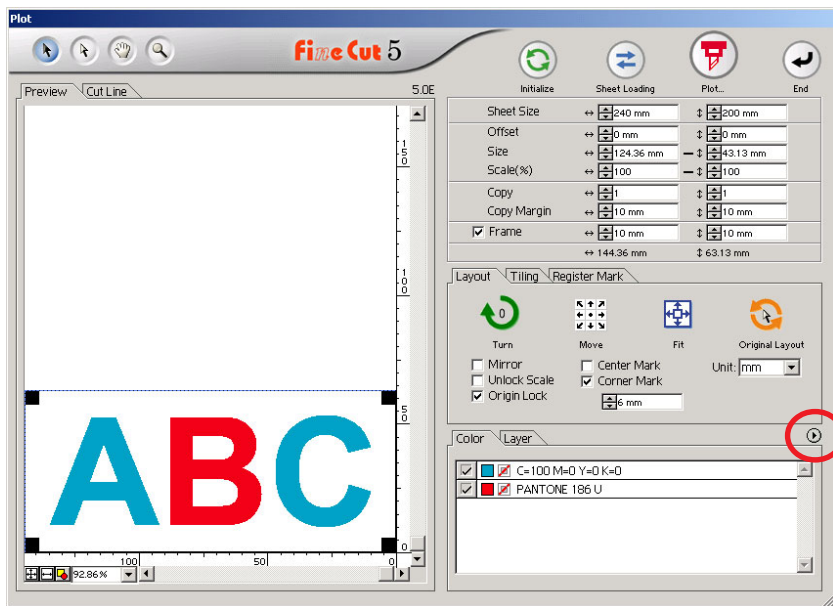 Plot
FineCut 5
Initialize Sheet Loading Plot... End
Preview Cut Line 5.0E
Sheet Size ↔ 240 mm ↕ 200 mm
Offset ↔ 0 mm ↕ 0 mm
Size ↔ 124.36 mm ↕ 43.13 mm
Scale(%) ↔ 100 ↕ 100
Copy ↔ 1 ↕ 1
Copy Margin ↔ 10 mm ↕ 10 mm
Frame ↔ 10 mm ↕ 10 mm
↔ 144.36 mm ↕ 63.13 mm
150
100
50
0
Layout Tiling Register Mark
0
Turn Move Fit Original Layout
Mirror Center Mark Unit: mm
Unlock Scale Corner Mark
Origin Lock 6 mm
ABC
100 50 0
92.86%
Color Layer
C=100 M=0 Y=0 K=0
PANTONE 186 U